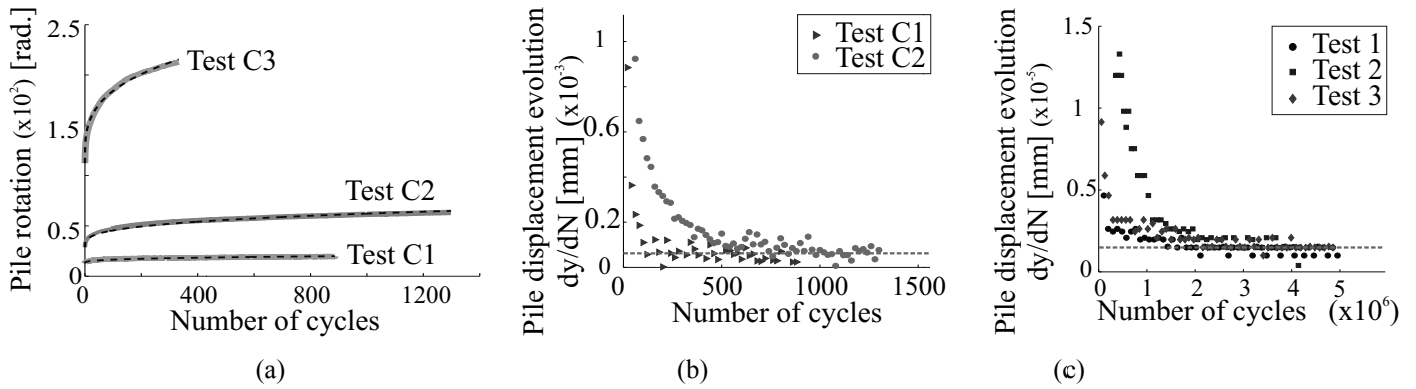 Pile rotation (x10²) [rad.]
2.5
1.5
0.5
0
Test C3
Test C2
Test C1
0
400
800
1200
Number of cycles
(a)
Pile displacement evolution
dy/dN [mm] (x10⁻³)
1
0.6
0.2
0
Test C1
Test C2
0
500
1000
1500
Number of cycles
(b)
Pile displacement evolution
dy/dN [mm] (x10⁻⁵)
1.5
1
0.5
0
Test 1
Test 2
Test 3
0
1
2
3
4
5
Number of cycles (x10⁶)
(c)